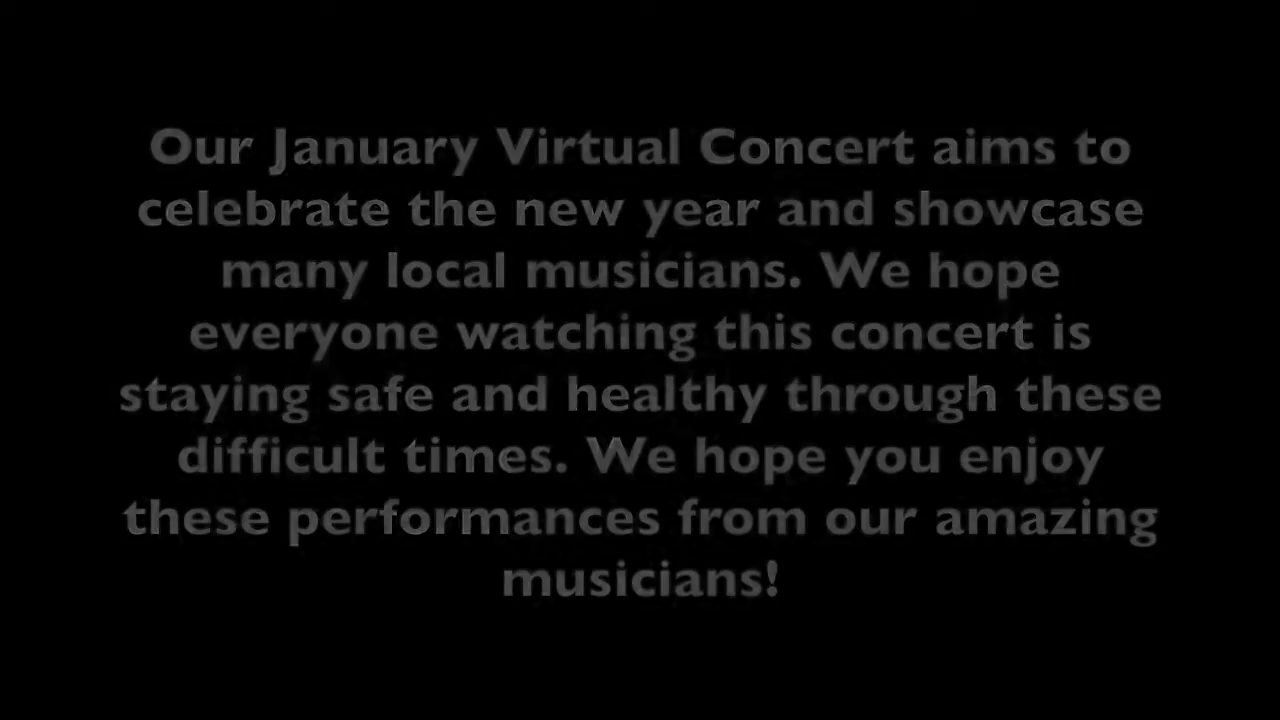 Our January Virtual Concert aims to
celebrate the new year and showcase
many local musicians. We hope
everyone watching this concert is
staying safe and healthy through these
difficult times. We hope you enjoy
these performances from our amazing
musicians!